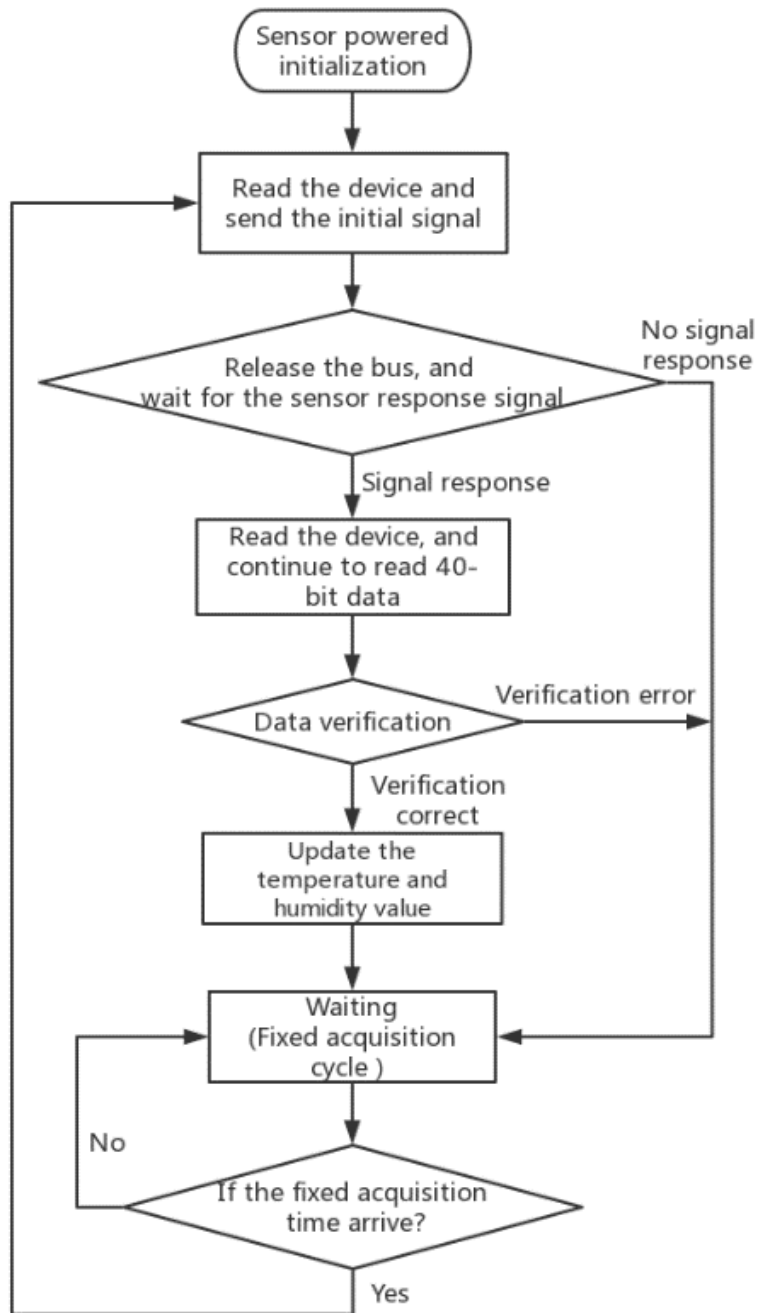 Sensor powered
initialization
Read the device and
send the initial signal
No signal
response
Release the bus, and
wait for the sensor response signal
Signal response
Read the device, and
continue to read 40-
bit data
Verification error
Data verification
Verification
correct
Update the
temperature and
humidity value
Waiting
(Fixed acquisition
cycle )
No
If the fixed acquisition
time arrive?
Yes